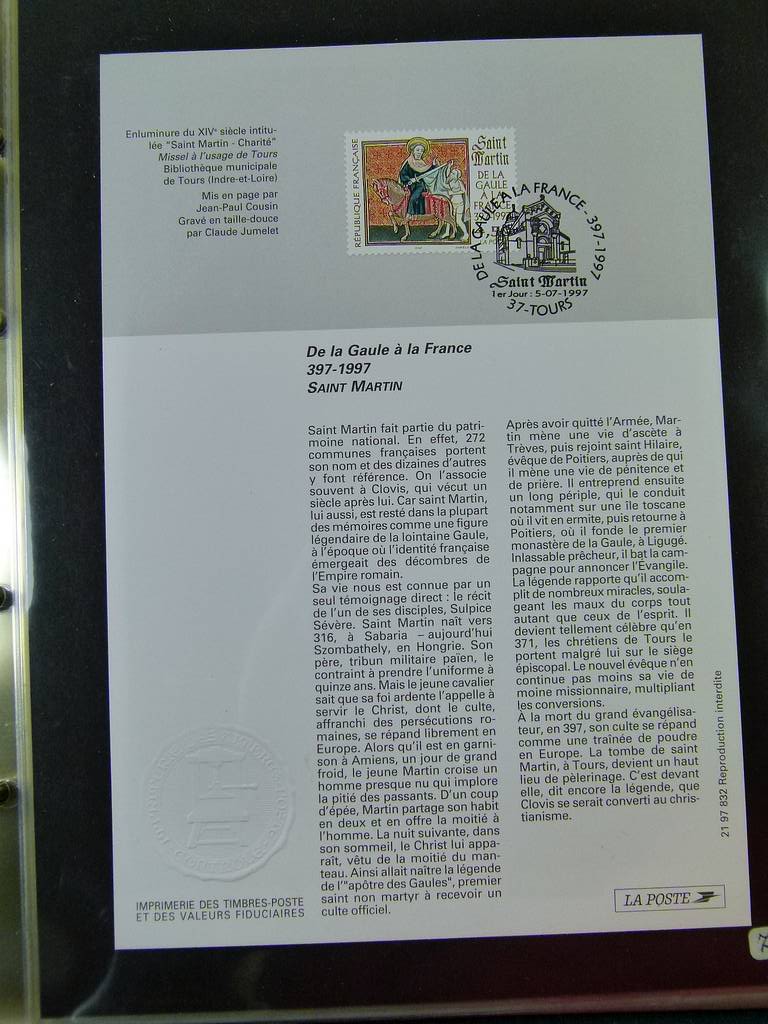 Enluminure du XIVe siècle intitu-
lée "Saint Martin - Charité"
Missel à l'usage de Tours
Bibliothèque municipale
de Tours (Indre-et-Loire)
Mis en page par
Jean-Paul Cousin
Gravé en taille-douce
par Claude Jumelet
RÉPUBLIQUE FRANÇAISE
Saint
Martin
DE LA
GAULE
À LA
DE LA GAULE À LA FRANCE - 397-1997
Saint Martin
1er Jour : 5-07-1997
37-TOURS
De la Gaule à la France
397-1997
SAINT MARTIN
Saint Martin fait partie du patri-
moine national. En effet, 272
communes françaises portent
son nom et des dizaines d'autres
y font référence. On l'associe
souvent à Clovis, qui vécut un
siècle après lui. Car saint Martin,
lui aussi, est resté dans la plupart
des mémoires comme une figure
légendaire de la lointaine Gaule,
à l'époque où l'identité française
émergeait des décombres de
l'Empire romain.
Sa vie nous est connue par un
seul témoignage direct : le récit
de l'un de ses disciples, Sulpice
Sévère. Saint Martin naît vers
316, à Sabaria – aujourd'hui
Szombathely, en Hongrie. Son
père, tribun militaire païen, le
contraint à prendre l'uniforme à
quinze ans. Mais le jeune cavalier
sait que sa foi ardente l'appelle à
servir le Christ, dont le culte,
affranchi des persécutions ro-
maines, se répand librement en
Europe. Alors qu'il est en garni-
son à Amiens, un jour de grand
froid, le jeune Martin croise un
homme presque nu qui implore
la pitié des passants. D'un coup
d'épée, Martin partage son habit
en deux et en offre la moitié à
l'homme. La nuit suivante, dans
son sommeil, le Christ lui appa-
raît, vêtu de la moitié du man-
teau. Ainsi allait naître la légende
de l'"apôtre des Gaules", premier
saint non martyr à recevoir un
culte officiel.
Après avoir quitté l'Armée, Mar-
tin mène une vie d'ascète à
Trèves, puis rejoint saint Hilaire,
évêque de Poitiers, auprès de qui
il mène une vie de pénitence et
de prière. Il entreprend ensuite
un long périple, qui le conduit
notamment sur une île toscane
où il vit en ermite, puis retourne à
Poitiers, où il fonde le premier
monastère de la Gaule, à Ligugé.
Inlassable prêcheur, il bat la cam-
pagne pour annoncer l'Évangile.
La légende rapporte qu'il accom-
plit de nombreux miracles, soula-
geant les maux du corps tout
autant que ceux de l'esprit. Il
devient tellement célèbre qu'en
371, les chrétiens de Tours le
portent malgré lui sur le siège
épiscopal. Le nouvel évêque n'en
continue pas moins sa vie de
moine missionnaire, multipliant
les conversions.
À la mort du grand évangélisa-
teur, en 397, son culte se répand
comme une traînée de poudre
en Europe. La tombe de saint
Martin, à Tours, devient un haut
lieu de pèlerinage. C'est devant
elle, dit encore la légende, que
Clovis se serait converti au chris-
tianisme.
21 97 832 Reproduction interdite
IMPRIMERIE DES TIMBRES-POSTE
ET DES VALEURS FIDUCIAIRES
LA POSTE